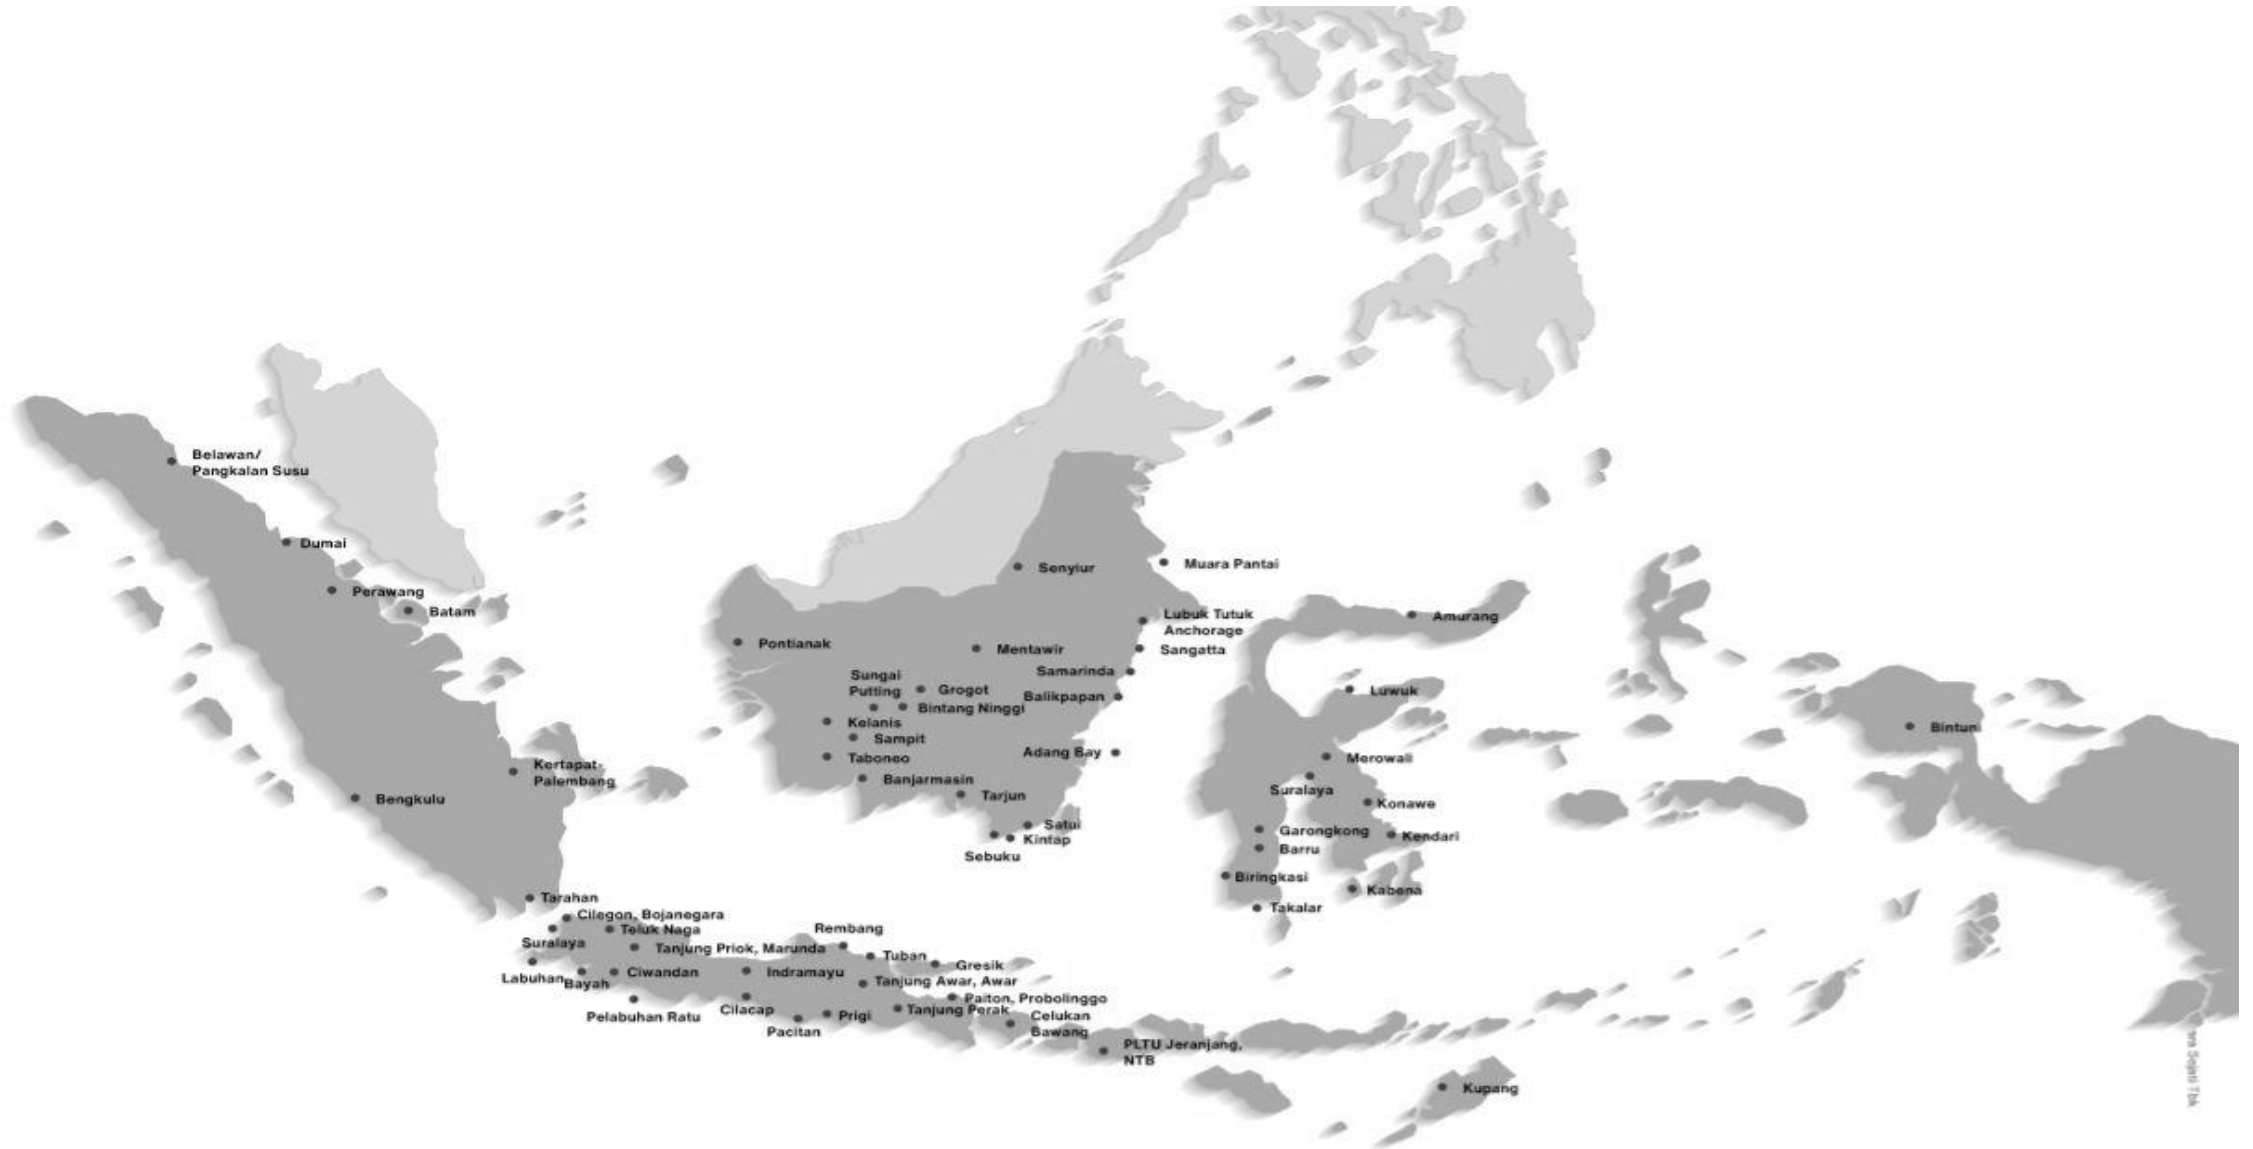 Belawan/
Pangkalan Susu
Dumai
Perawang
Batam
Kertapat-
Palembang
Bengkulu
Tarahan
Senyiur
Muara Pantai
Lubuk Tutuk
Anchorage
Pontianak
Mentawir
Sangatta
Samarinda
Sungai
Putting
Grogot
Balikpapan
Bintang Ninggi
Kelanis
Sampit
Taboneo
Adang Bay
Banjarmasin
Tarjun
Satui
Kintap
Sebuku
Amurang
Luwuk
Merowali
Suralaya
Konawe
Garongkong
Kendari
Barru
Biringkasi
Kabena
Takalar
Bintuni
Cilegon, Bojanegara
Teluk Naga
Suralaya
Tanjung Priok, Marunda
Rembang
Tuban
Gresik
Labuhan
Bayah
Ciwandan
Indramayu
Tanjung Awar, Awar
Paiton, Probolinggo
Pelabuhan Ratu
Cilacap
Pacitan
Prigi
Tanjung Perak
Celukan
Bawang
PLTU Jeranjang,
NTB
Kupang
Tbk